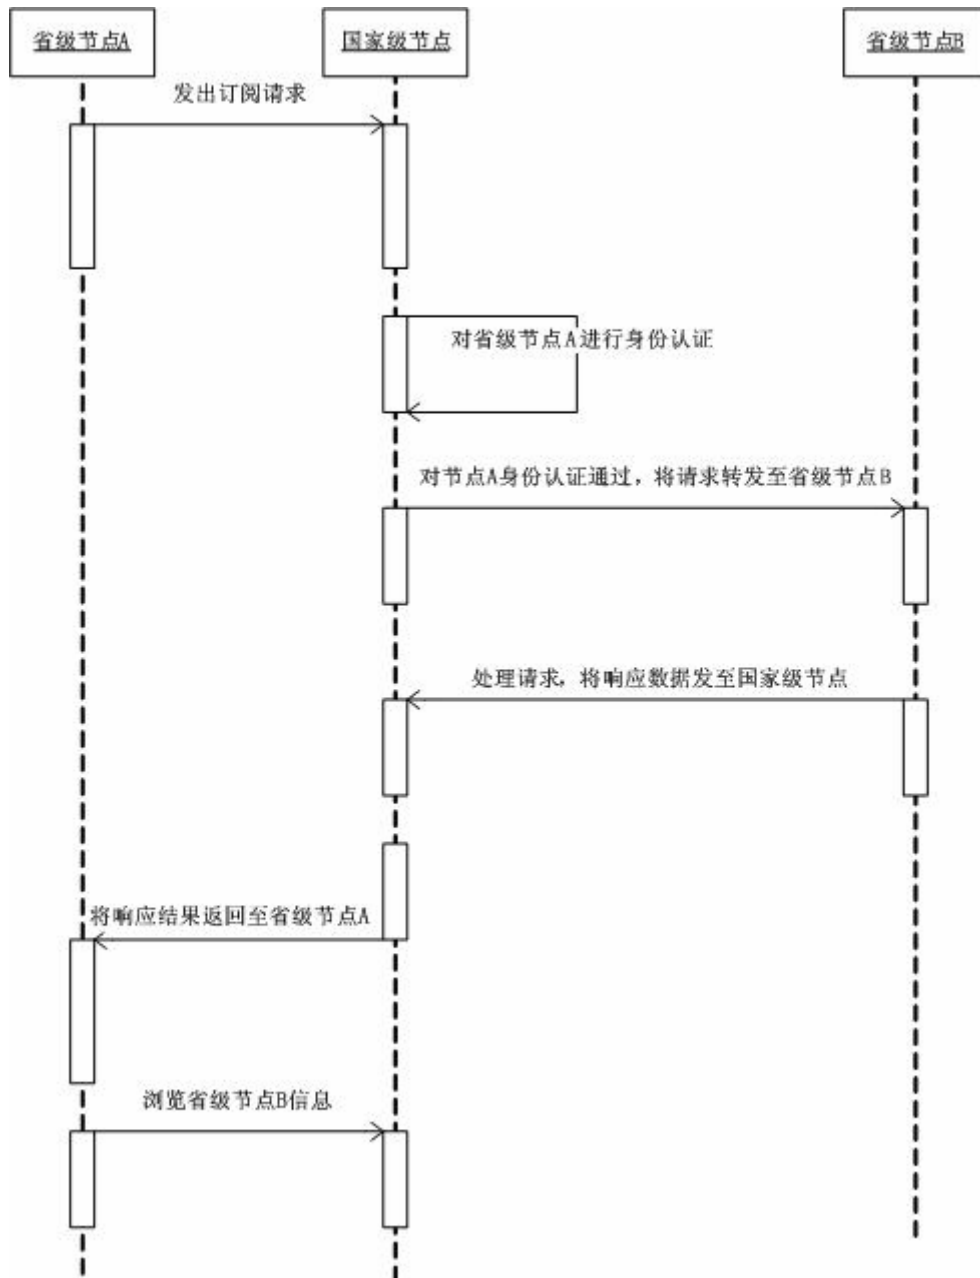 省级节点A
国家级节点
省级节点B
发出订阅请求
对省级节点A进行身份认证
对节点A身份认证通过，将请求转发至省级节点B
处理请求，将响应数据发至国家级节点
将响应结果返回至省级节点A
浏览省级节点B信息